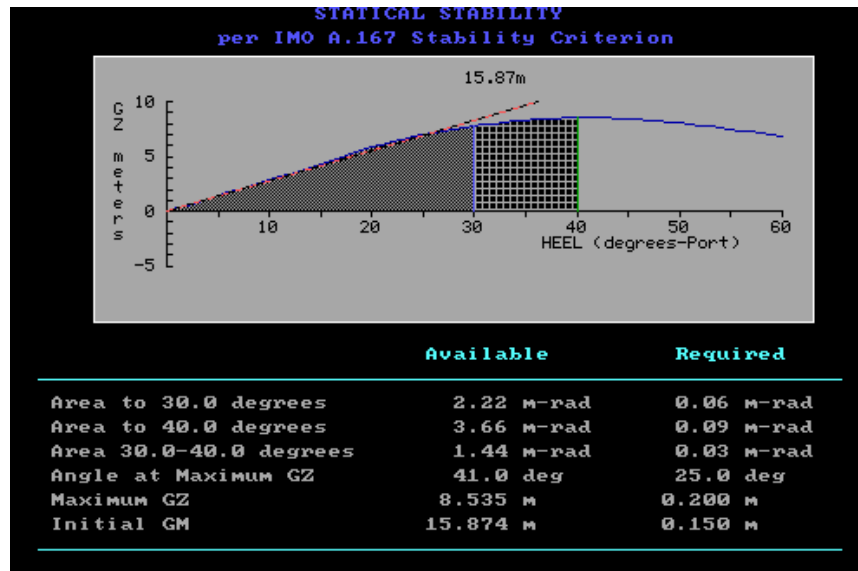 STATICAL STABILITY
per IMO A.167 Stability Criterion
15.87m
GZ meters
10
5
0
-5
10 20 30 40 50 60
HEEL (degrees-Port)
Available Required
Area to 30.0 degrees 2.22 m-rad 0.06 m-rad
Area to 40.0 degrees 3.66 m-rad 0.09 m-rad
Area 30.0-40.0 degrees 1.44 m-rad 0.03 m-rad
Angle at Maximum GZ 41.0 deg 25.0 deg
Maximum GZ 8.535 m 0.200 m
Initial GM 15.874 m 0.150 m